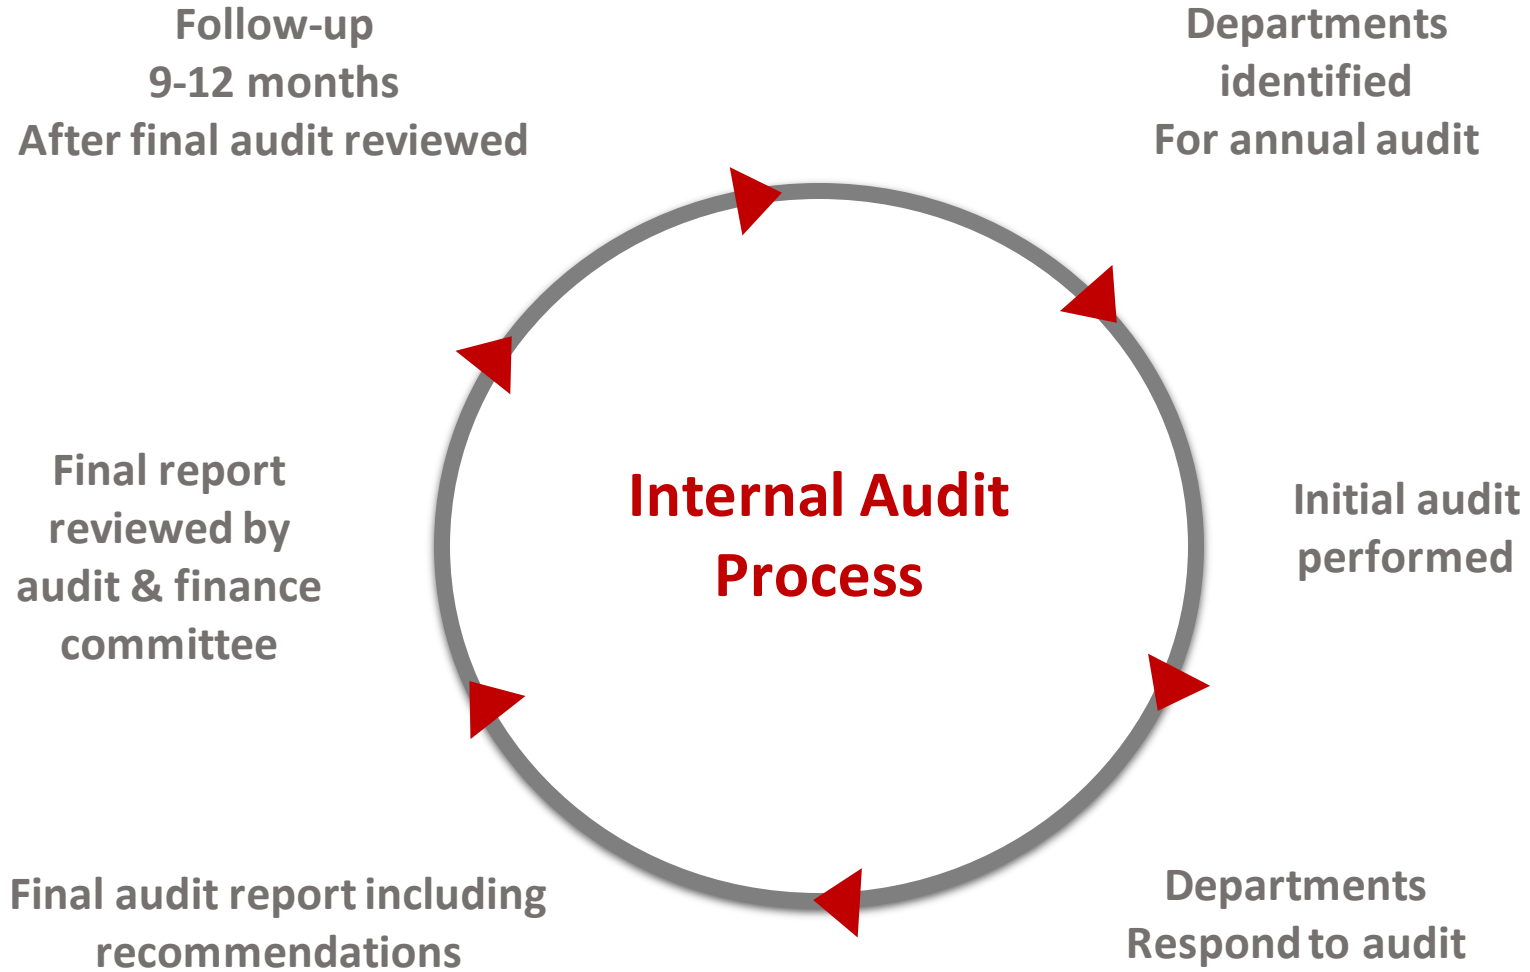 Follow-up
9-12 months
After final audit reviewed
Departments
identified
For annual audit
Internal Audit
Process
Initial audit
performed
Final report
reviewed by
audit & finance
committee
Departments
Respond to audit
Final audit report including
recommendations